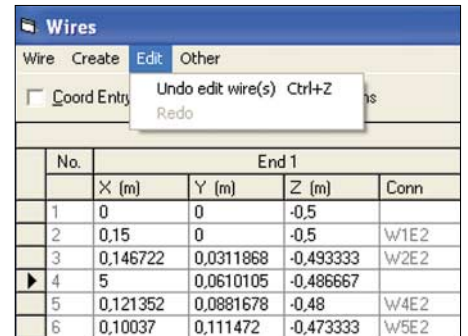 Wires
Wire Create Edit Other
Coord Entry
Undo edit wire(s) Ctrl+Z
Redo
No. End 1
X (m) Y (m) Z (m) Conn
1 0 0 -0,5
2 0,15 0 -0,5 W1E2
3 0,146722 0,0311868 -0,493333 W2E2
4 5 0,0610105 -0,486667
5 0,121352 0,0881678 -0,48 W4E2
6 0,10037 0,111472 -0,473333 W5E2